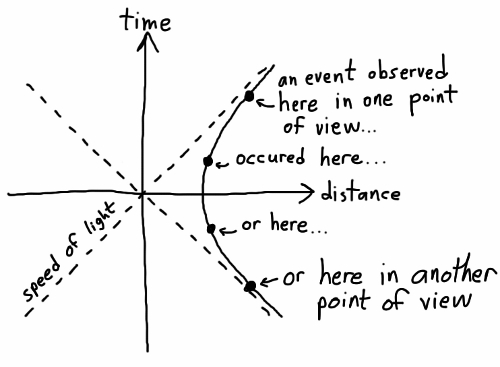 time
an event observed
here in one point
of view...
occured here...
distance
or here...
speed of light
or here in another
point of view